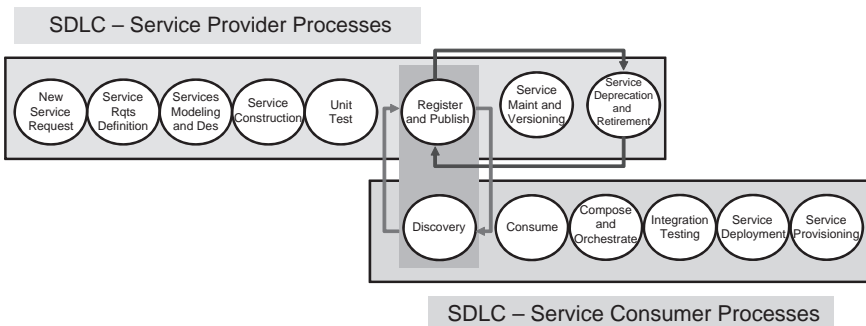 SDLC – Service Provider Processes
New
Service
Request
Service
Rqts
Definition
Services
Modeling
and Des
Service
Construction
Unit
Test
Register
and Publish
Service
Maint and
Versioning
Service
Deprecation
and
Retirement
Discovery
Consume
Compose
and
Orchestrate
Integration
Testing
Service
Deployment
Service
Provisioning
SDLC – Service Consumer Processes